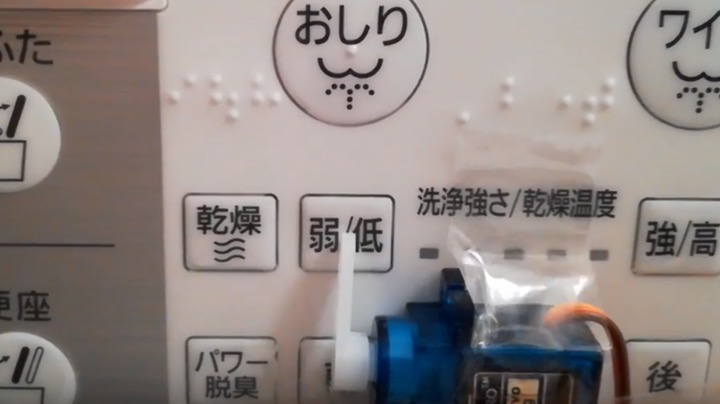 ふた
おしり
ワイ
洗浄強さ/乾燥温度
乾燥
弱/低
強/高
便座
パワー
脱臭
後